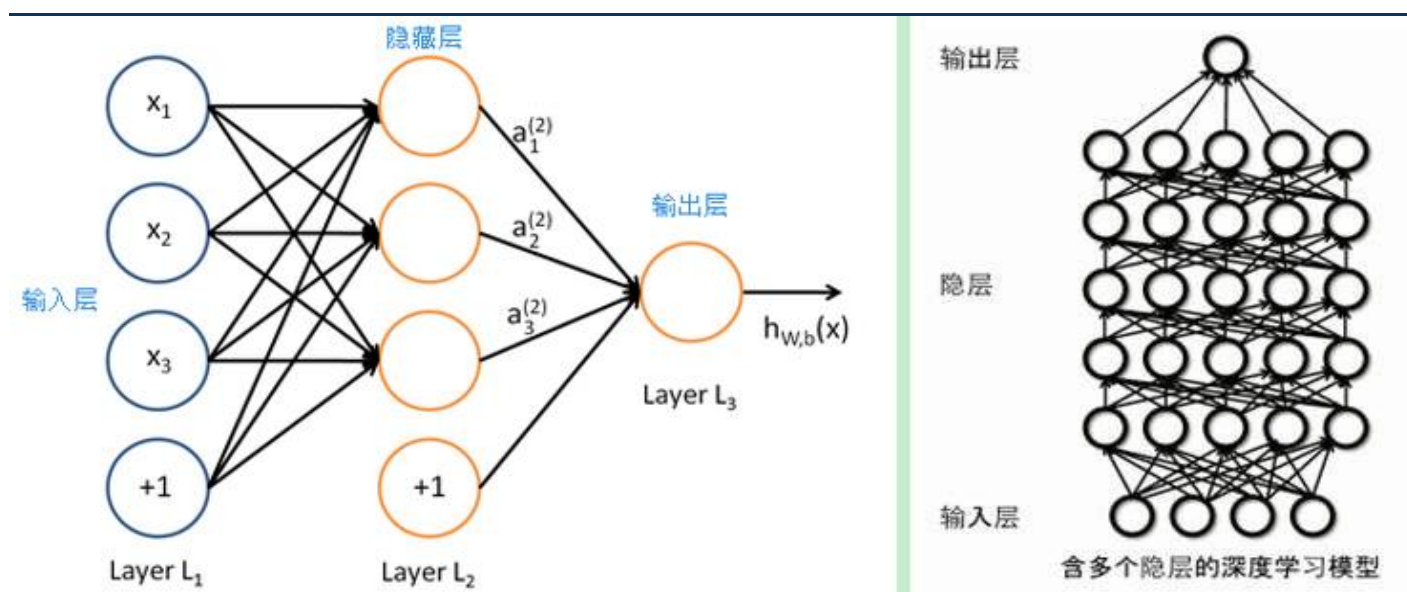 隐藏层
x₁
a₁⁽²⁾
x₂
a₂⁽²⁾
输出层
输入层
x₃
a₃⁽²⁾
h_{W,b}(x)
Layer L₃
+1
+1
Layer L₁
Layer L₂
输出层
隐层
输入层
含多个隐层的深度学习模型